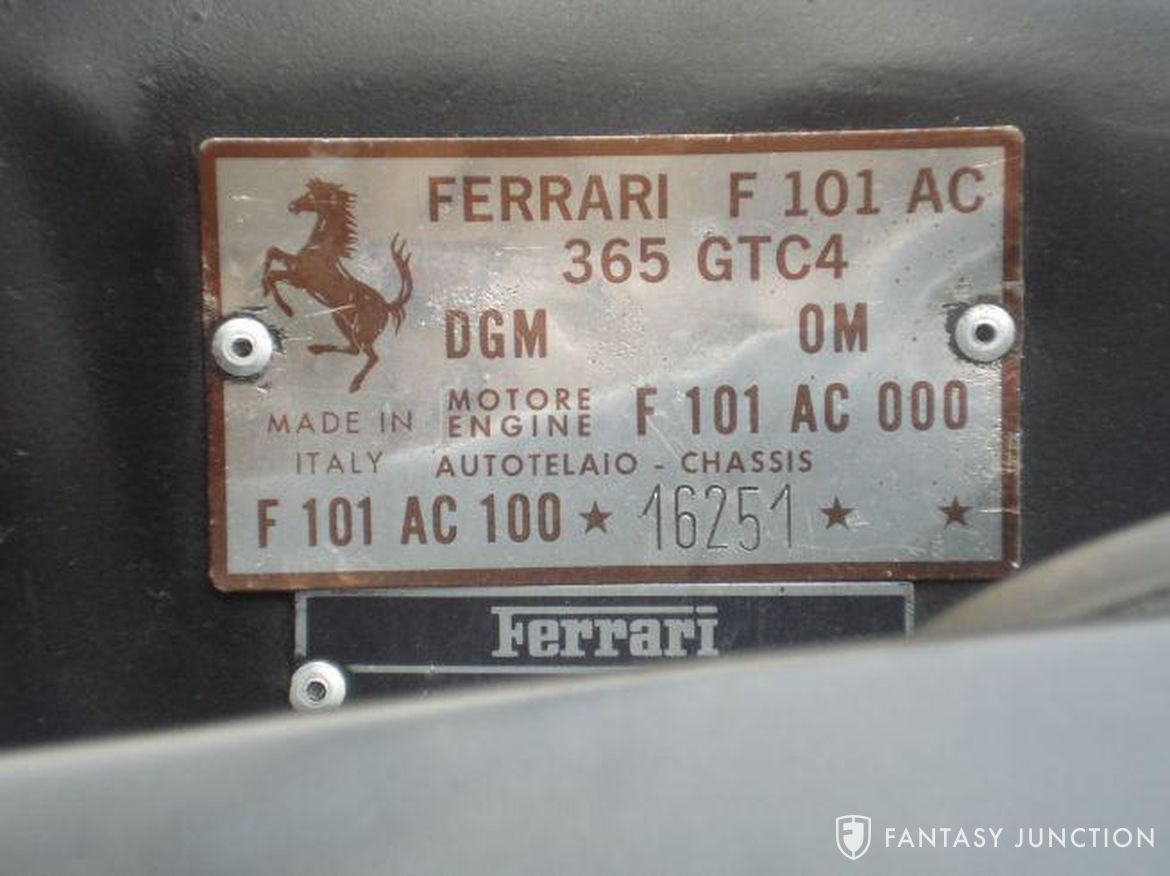 FERRARI F 101 AC
365 GTC4
DGM OM
MOTORE
ENGINE F 101 AC 000
MADE IN
ITALY
AUTOTELAIO - CHASSIS
F 101 AC 100 ★ 16251 ★ ★
Ferrari
FANTASY JUNCTION